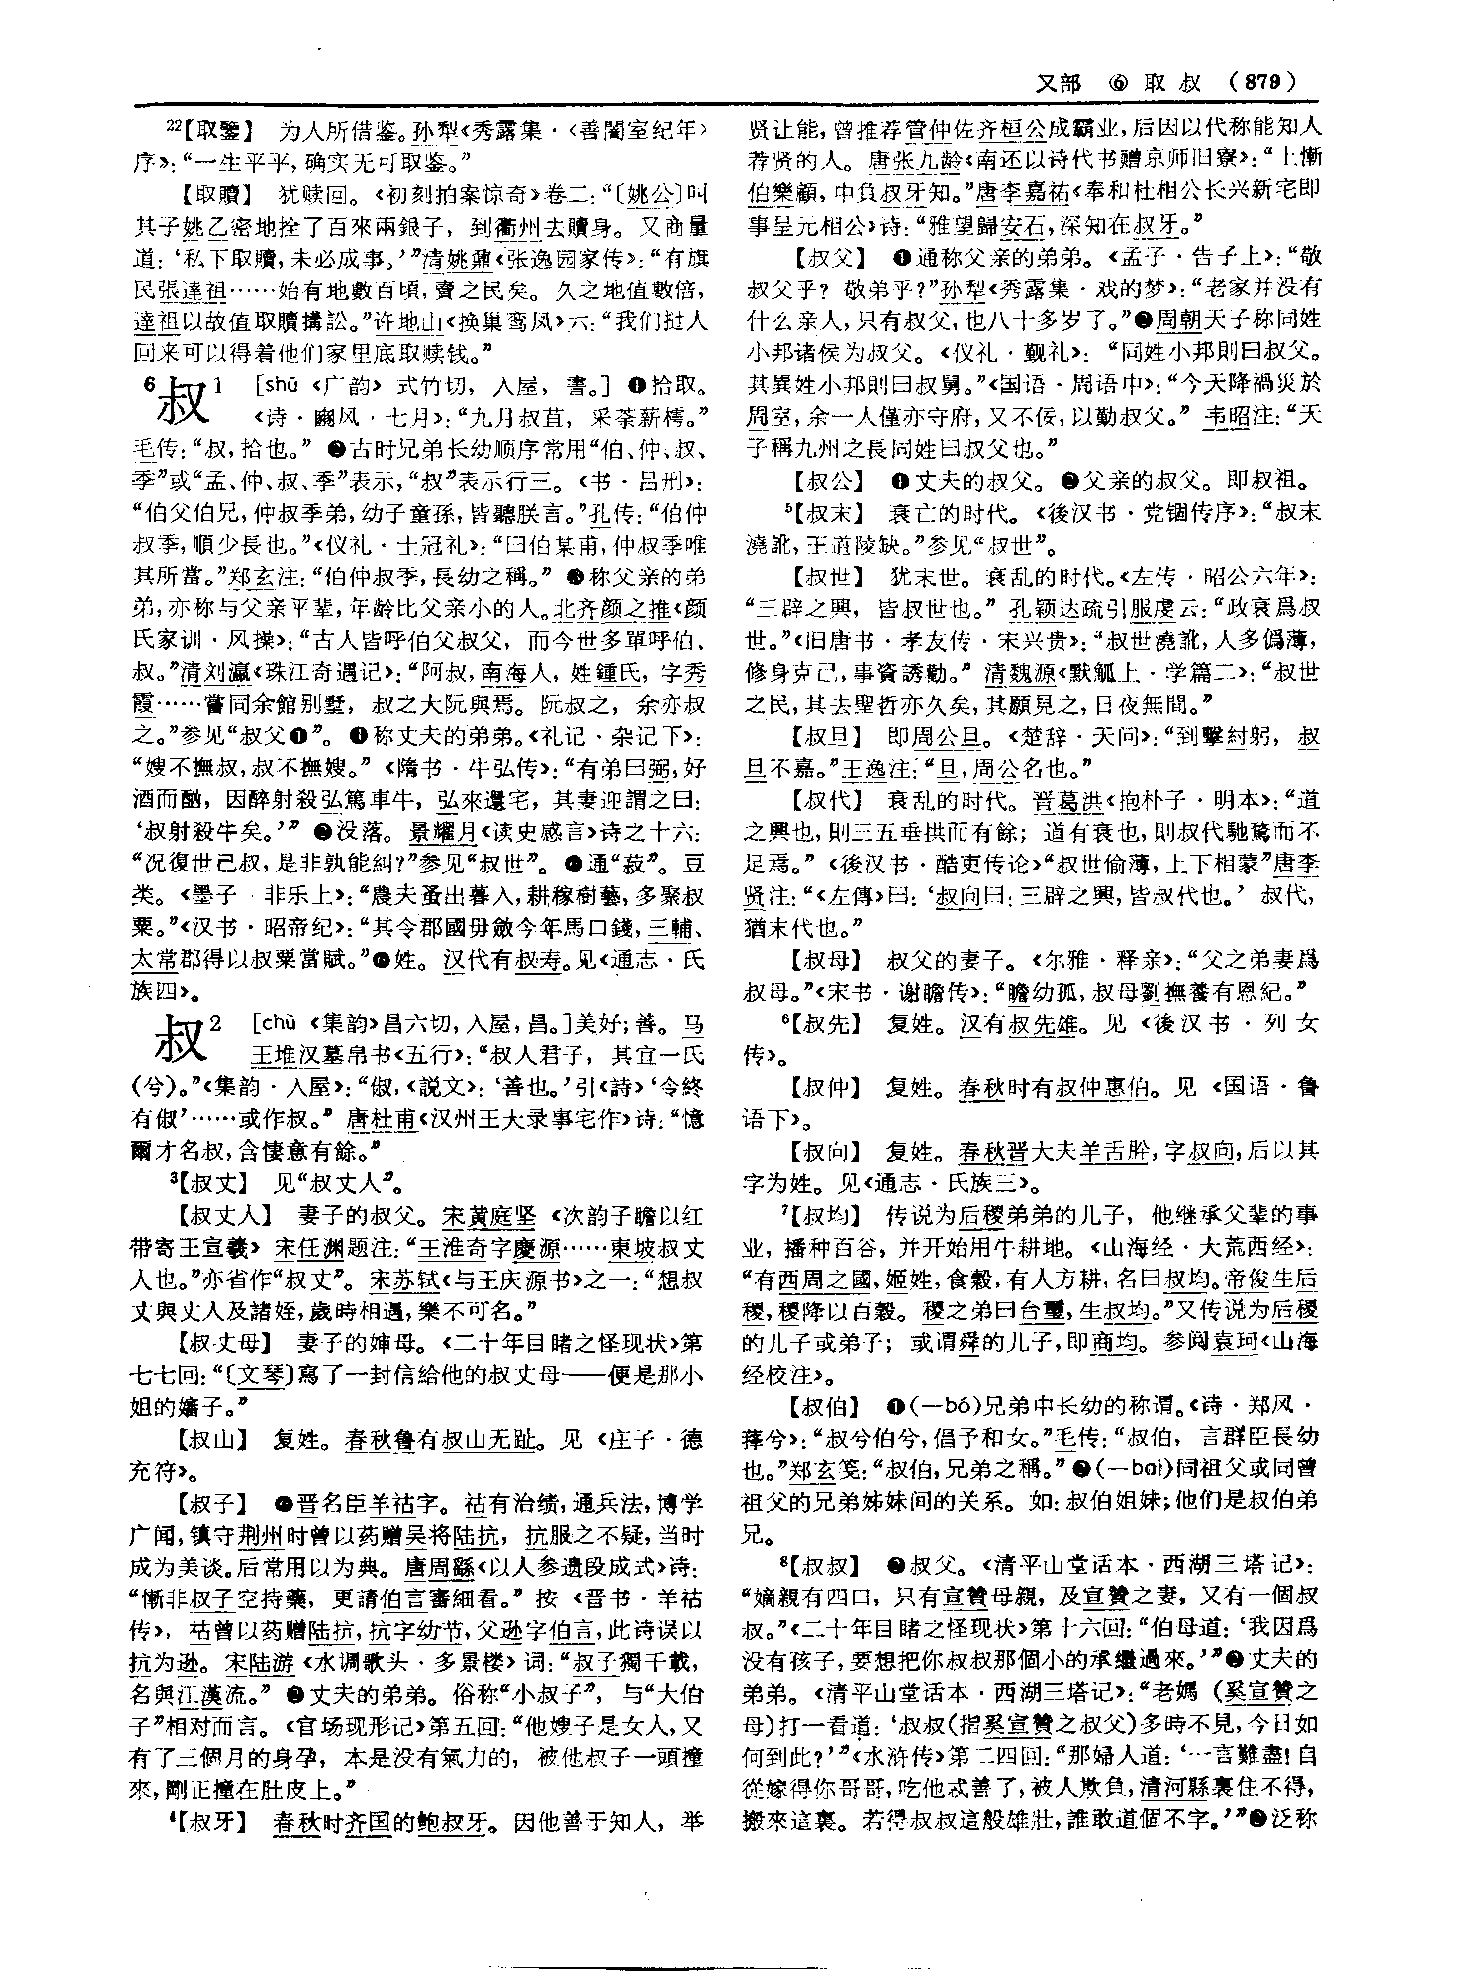 又部 ⑥ 取 叔 （879）
22【取鑒】 为人所借鉴。孙犁《秀露集·〈善闇室纪年〉
序》：“一生平平，确实无可取鉴。”
【取贖】 犹赎回。《初刻拍案惊奇》卷二：“〔姚公〕叫
其子姚乙密地拴了百來兩銀子，到衢州去贖身。又商量
道：‘私下取贖，未必成事。’”清姚鼐《张逸园家传》：“有旗
民張達祖……始有地數百頃，賣之民矣。久之地值數倍，
達祖以故值取贖搆訟。”许地山《换巢鸾凤》六：“我们挝人
回来可以得着他们家里底取赎钱。”
6叔1 ［shū 《广韵》式竹切，入屋，書。］❶拾取。
《诗·豳风·七月》：“九月叔苴，采荼薪樗。”
毛传：“叔，拾也。” ❷古时兄弟长幼顺序常用“伯、仲、叔、
季”或“孟、仲、叔、季”表示，“叔”表示行三。《书·吕刑》：
“伯父伯兄，仲叔季弟，幼子童孫，皆聽朕言。”孔传：“伯仲
叔季，順少長也。”《仪礼·士冠礼》：“曰伯某甫，仲叔季唯
其所當。”郑玄注：“伯仲叔季，長幼之稱。” ❸称父亲的弟
弟，亦称与父亲平辈，年龄比父亲小的人。北齐颜之推《颜
氏家训·风操》：“古人皆呼伯父叔父，而今世多單呼伯、
叔。”清刘瀛《珠江奇遇记》：“阿叔，南海人，姓鍾氏，字秀
霞……嘗同余館别墅，叔之大阮與焉。阮叔之，余亦叔
之。”参见“叔父❶”。 ❹称丈夫的弟弟。《礼记·杂记下》：
“嫂不撫叔，叔不撫嫂。”《隋书·牛弘传》：“有弟曰弼，好
酒而酗，因醉射殺弘篤車牛，弘來還宅，其妻迎謂之曰：
‘叔射殺牛矣。’” ❺没落。景耀月《读史感言》诗之十六：
“况復世已叔，是非孰能糾？”参见“叔世”。 ❻通“菽”。豆
类。《墨子·非乐上》：“農夫蚤出暮入，耕稼樹藝，多聚叔
粟。”《汉书·昭帝纪》：“其令郡國毋斂今年馬口錢，三輔、
太常郡得以叔粟當賦。”❼姓。汉代有叔寿。见《通志·氏
族四》。
叔2 ［chù 《集韵》昌六切，入屋，昌。］美好；善。马
王堆汉墓帛书《五行》：“叔人君子，其宜一氏
（兮）。”《集韵·入屋》：“俶，《説文》：‘善也。’引《詩》‘令終
有俶’……或作叔。”唐杜甫《汉州王大录事宅作》诗：“憶
爾才名叔，含悽意有餘。”
3【叔丈】 见“叔丈人”。
【叔丈人】 妻子的叔父。宋黄庭坚《次韵子瞻以红
带寄王宣義》宋任渊题注：“王淮奇字慶源……東坡叔丈
人也。”亦省作“叔丈”。宋苏轼《与王庆源书》之一：“想叔
丈與丈人及諸姪，歲時相遇，樂不可名。”
【叔丈母】 妻子的婶母。《二十年目睹之怪现状》第
七七回：“〔文琴〕寫了一封信給他的叔丈母——便是那小
姐的嬸子。”
【叔山】 复姓。春秋鲁有叔山无趾。见《庄子·德
充符》。
【叔子】 ❶晋名臣羊祜字。祜有治绩，通兵法，博学
广闻，镇守荆州时曾以药赠吴将陆抗，抗服之不疑，当时
成为美谈。后常用以为典。唐周繇《以人参遗段成式》诗：
“慚非叔子空持藥，更請伯言審細看。”按《晋书·羊祜
传》，祜曾以药赠陆抗，抗字幼节，父逊字伯言，此诗误以
抗为逊。宋陆游《水调歌头·多景楼》词：“叔子獨千載，
名與江漢流。” ❷丈夫的弟弟。俗称“小叔子”，与“大伯
子”相对而言。《官场现形记》第五回：“他嫂子是女人，又
有了三個月的身孕，本是没有氣力的，被他叔子一頭撞
來，剛正撞在肚皮上。”
4【叔牙】 春秋时齐国的鲍叔牙。因他善于知人，举
贤让能，曾推荐管仲佐齐桓公成霸业，后因以代称能知人
荐贤的人。唐张九龄《南还以诗代书赠京师旧寮》：“上慚
伯樂顧，中負叔牙知。”唐李嘉祐《奉和杜相公长兴新宅即
事呈元相公》诗：“雅望歸安石，深知在叔牙。”
【叔父】 ❶通称父亲的弟弟。《孟子·告子上》：“敬
叔父乎？敬弟乎？”孙犁《秀露集·戏的梦》：“老家并没有
什么亲人，只有叔父，也八十多岁了。”❷周朝天子称同姓
小邦诸侯为叔父。《仪礼·觐礼》：“同姓小邦則曰叔父。
其異姓小邦則曰叔舅。”《国语·周语中》：“今天降禍災於
周室，余一人僅亦守府，又不佞，以勤叔父。”韦昭注：“天
子稱九州之長同姓曰叔父也。”
【叔公】 ❶丈夫的叔父。❷父亲的叔父。即叔祖。
5【叔末】 衰亡的时代。《後汉书·党锢传序》：“叔末
澆訛，王道陵缺。”参见“叔世”。
【叔世】 犹末世。衰乱的时代。《左传·昭公六年》：
“三辟之興，皆叔世也。”孔颖达疏引服虔云：“政衰爲叔
世。”《旧唐书·孝友传·宋兴贵》：“叔世澆訛，人多僞薄，
修身克己，事資誘勸。”清魏源《默觚上·学篇二》：“叔世
之民，其去聖哲亦久矣，其願見之，日夜無間。”
【叔旦】 即周公旦。《楚辞·天问》：“到擊紂躬，叔
旦不嘉。”王逸注：“旦，周公名也。”
【叔代】 衰乱的时代。晋葛洪《抱朴子·明本》：“道
之興也，則三五垂拱而有餘；道有衰也，則叔代馳騖而不
足焉。”《後汉书·酷吏传论》“叔世偷薄，上下相蒙”唐李
贤注：“《左傳》曰：‘叔向曰：三辟之興，皆叔代也。’叔代，
猶末代也。”
【叔母】 叔父的妻子。《尔雅·释亲》：“父之弟妻爲
叔母。”《宋书·谢瞻传》：“瞻幼孤，叔母劉撫養有恩紀。”
6【叔先】 复姓。汉有叔先雄。见《後汉书·列女
传》。
【叔仲】 复姓。春秋时有叔仲惠伯。见《国语·鲁
语下》。
【叔向】 复姓。春秋晋大夫羊舌肸，字叔向，后以其
字为姓。见《通志·氏族三》。
7【叔均】 传说为后稷弟弟的儿子，他继承父辈的事
业，播种百谷，并开始用牛耕地。《山海经·大荒西经》：
“有西周之國，姬姓，食穀，有人方耕，名曰叔均。帝俊生后
稷，稷降以百穀。稷之弟曰台璽，生叔均。”又传说为后稷
的儿子或弟子；或谓舜的儿子，即商均。参阅袁珂《山海
经校注》。
【叔伯】 ❶（—bó）兄弟中长幼的称谓。《诗·郑风·
萚兮》：“叔兮伯兮，倡予和女。”毛传：“叔伯，言群臣長幼
也。”郑玄笺：“叔伯，兄弟之稱。”❷（—bɑi）同祖父或同曾
祖父的兄弟姊妹间的关系。如：叔伯姐妹；他们是叔伯弟
兄。
8【叔叔】 ❶叔父。《清平山堂话本·西湖三塔记》：
“嫡親有四口，只有宣贊母親，及宣贊之妻，又有一個叔
叔。”《二十年目睹之怪现状》第十六回：“伯母道：‘我因爲
没有孩子，要想把你叔叔那個小的承繼過來。’”❷丈夫的
弟弟。《清平山堂话本·西湖三塔记》：“老媽（奚宣贊之
母）打一看道：‘叔叔（指奚宣贊之叔父）多時不見，今日如
何到此？’”《水浒传》第二四回：“那婦人道：‘一言難盡！自
從嫁得你哥哥，吃他忒善了，被人欺負，清河縣裏住不得，
搬來這裏。若得叔叔這般雄壯，誰敢道個不字。’”❸泛称